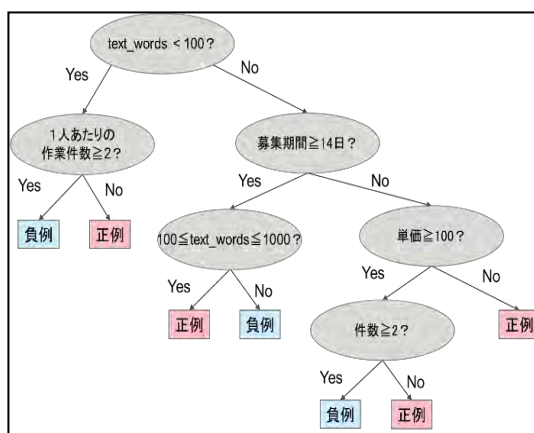 text_words < 100？
Yes
No
1人あたりの
作業件数≧2？
募集期間≧14日？
Yes
No
Yes
No
負例
正例
100≦text_words≦1000？
単価≧100？
Yes
No
Yes
No
正例
負例
件数≧2？
正例
Yes
No
負例
正例